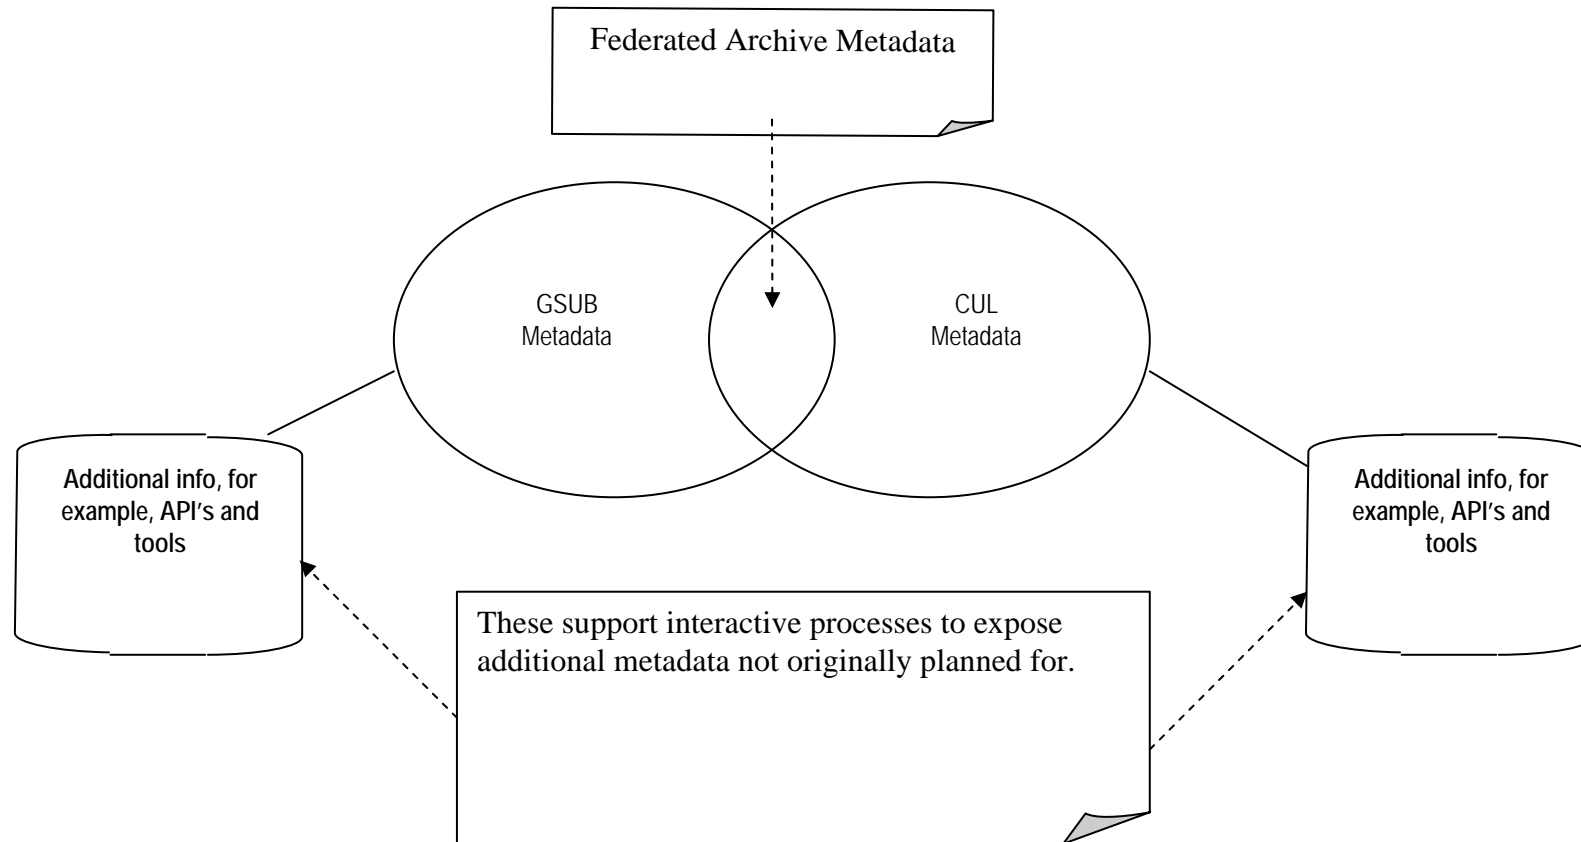 Federated Archive Metadata
GSUB
Metadata
CUL
Metadata
Additional info, for
example, API's and
tools
Additional info, for
example, API's and
tools
These support interactive processes to expose
additional metadata not originally planned for.